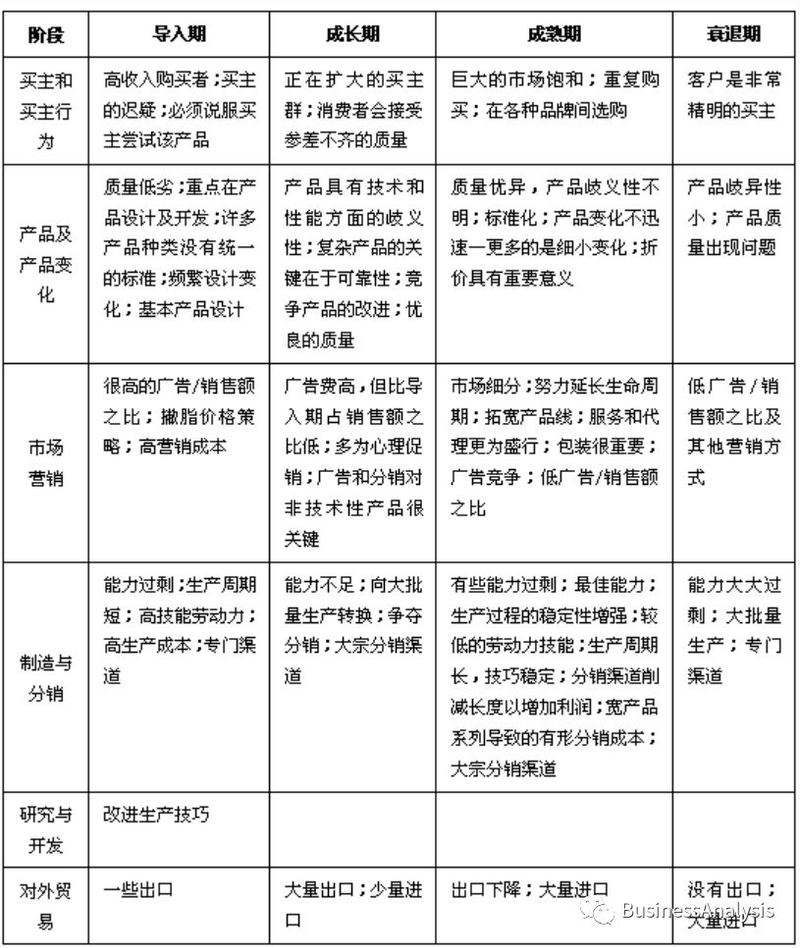 阶段
导入期
成长期
成熟期
衰退期
买主和
买主行
为
高收入购买者；买主
的迟疑；必须说服买
主尝试该产品
正在扩大的买主
群；消费者会接受
参差不齐的质量
巨大的市场饱和；重复购
买；在各种品牌间选购
客户是非常
精明的买主
产品及
产品变
化
质量低劣；重点在产
品设计及开发；许多
产品种类没有统一
的标准；频繁设计变
化；基本产品设计
产品具有技术和
性能方面的歧义
性；复杂产品的关
键在于可靠性；竞
争产品的改进；优
良的质量
质量优异，产品歧义性不
明；标准化；产品变化不迅
速一更多的是细小变化；折
价具有重要意义
产品歧异性
小；产品质
量出现问题
市场
营销
很高的广告/销售额
之比；撇脂价格策
略；高营销成本
广告费高，但比导
入期占销售额之
比低；多为心理促
销；广告和分销对
非技术性产品很
关键
市场细分；努力延长生命周
期；拓宽产品线；服务和代
理更为盛行；包装很重要；
广告竞争；低广告/销售额
之比
低广告/销
售额之比及
其他营销方
式
制造与
分销
能力过剩；生产周期
短；高技能劳动力；
高生产成本；专门渠
道
能力不足；向大批
量生产转换；争夺
分销；大宗分销渠
道
有些能力过剩；最佳能力；
生产过程的稳定性增强；较
低的劳动力技能；生产周期
长，技巧稳定；分销渠道削
减长度以增加利润；宽产品
系列导致的有形分销成本；
大宗分销渠道
能力大大过
剩；大批量
生产；专门
渠道
研究与
开发
改进生产技巧
对外贸
易
一些出口
大量出口；少量进
口
出口下降；大量进口
没有出口；
大量进口
BusinessAnalysis